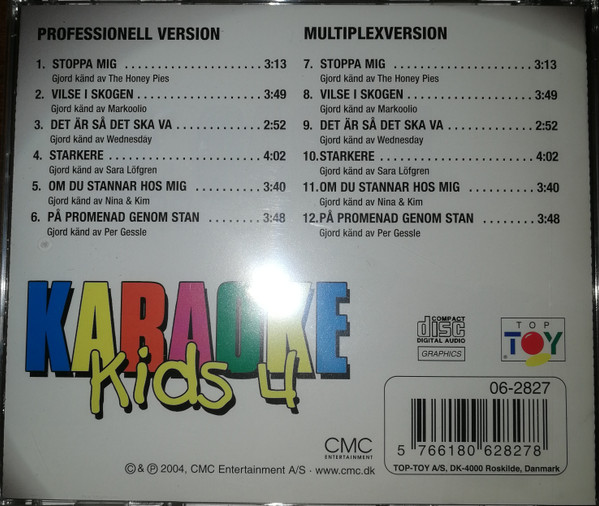 PROFESSIONELL VERSION
1. STOPPA MIG ........................ 3:13
Gjord känd av The Honey Pies
2. VILSE I SKOGEN ................... 3:49
Gjord känd av Markoolio
3. DET ÄR SÅ DET SKA VA ............ 2:52
Gjord känd av Wednesday
4. STARKERE ......................... 4:02
Gjord känd av Sara Löfgren
5. OM DU STANNAR HOS MIG ......... 3:40
Gjord känd av Nina & Kim
6. PÅ PROMENAD GENOM STAN ........ 3:48
Gjord känd av Per Gessle
MULTIPLEXVERSION
7. STOPPA MIG ........................ 3:13
Gjord känd av The Honey Pies
8. VILSE I SKOGEN ................... 3:49
Gjord känd av Markoolio
9. DET ÄR SÅ DET SKA VA ............ 2:52
Gjord känd av Wednesday
10.STARKERE ......................... 4:02
Gjord känd av Sara Löfgren
11.OM DU STANNAR HOS MIG ......... 3:40
Gjord känd av Nina & Kim
12.PÅ PROMENAD GENOM STAN ........ 3:48
Gjord känd av Per Gessle
KARAOKE
Kids 4
COMPACT
disc
DIGITAL AUDIO
GRAPHICS
TOP
TOY
06-2827
5 766180 628278
TOP-TOY A/S, DK-4000 Roskilde, Danmark
CMC
ENTERTAINMENT
© & ℗ 2004, CMC Entertainment A/S · www.cmc.dk